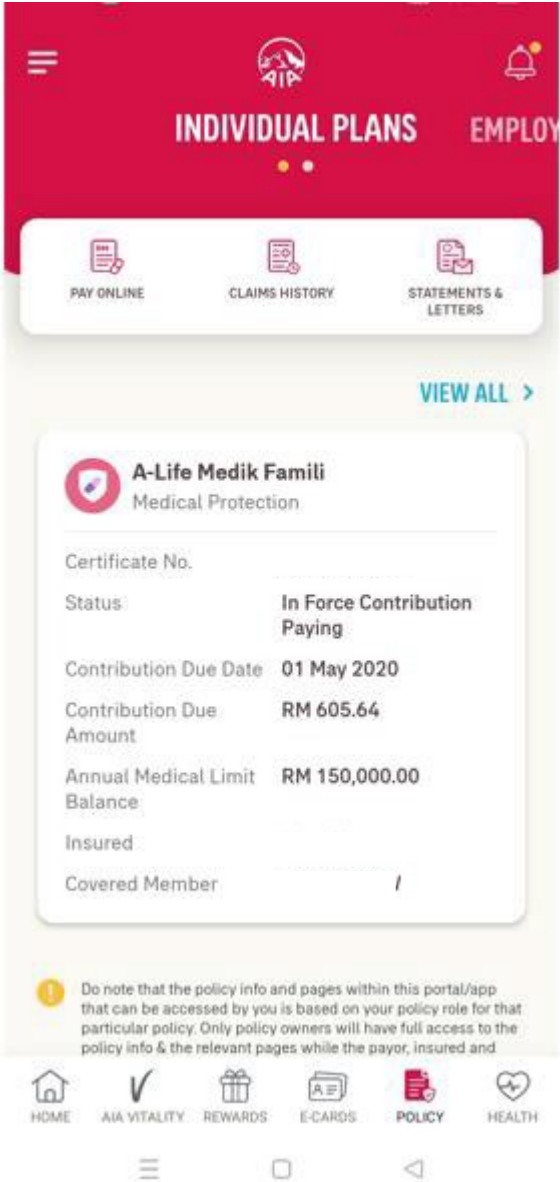 AIA
INDIVIDUAL PLANS
EMPLOY
PAY ONLINE
CLAIMS HISTORY
STATEMENTS &
LETTERS
VIEW ALL >
A-Life Medik Famili
Medical Protection
Certificate No.
Status
In Force Contribution
Paying
Contribution Due Date
01 May 2020
Contribution Due
Amount
RM 605.64
Annual Medical Limit
Balance
RM 150,000.00
Insured
Covered Member
/
Do note that the policy info and pages within this portal/app
that can be accessed by you is based on your policy role for that
particular policy. Only policy owners will have full access to the
policy info & the relevant pages while the payor, insured and
HOME
AIA VITALITY
REWARDS
E-CARDS
POLICY
HEALTH